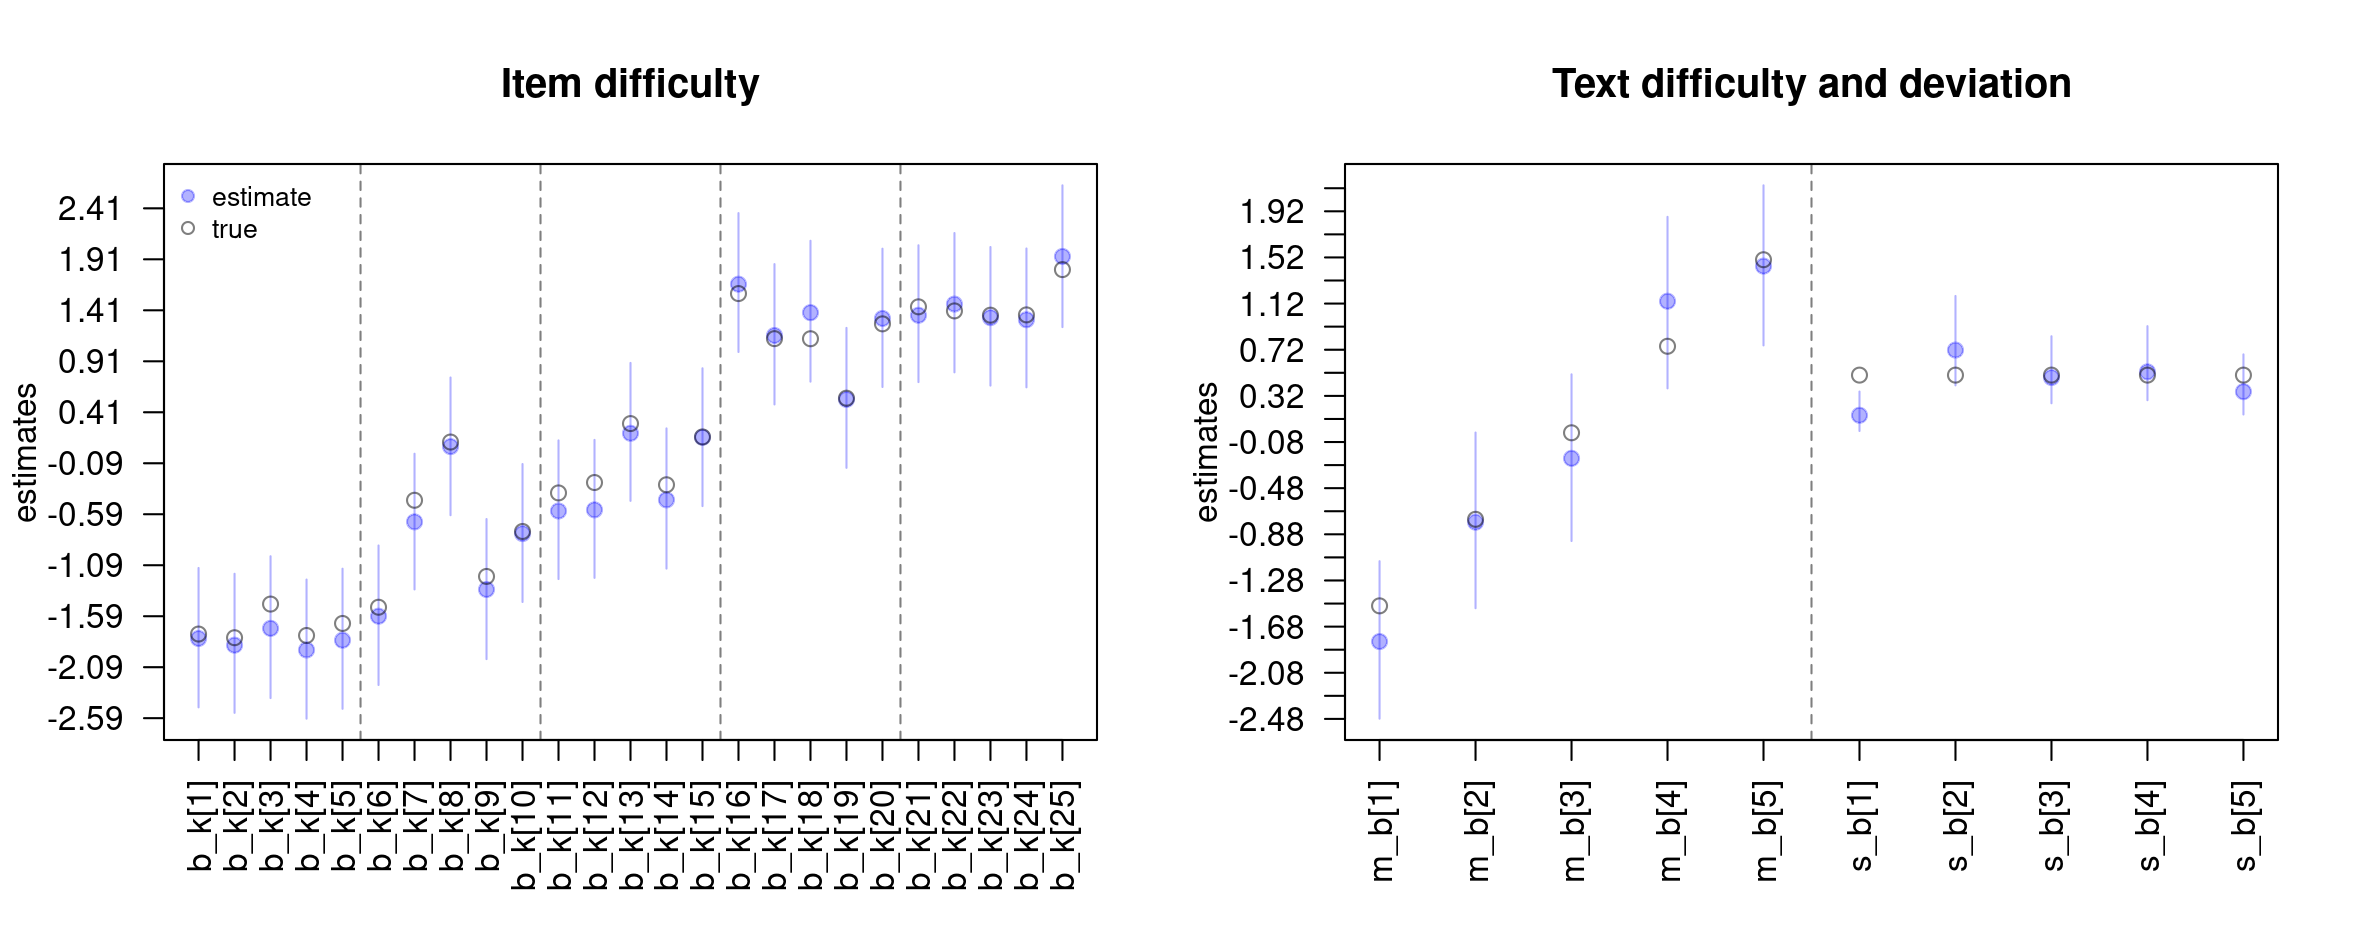 Item difficulty
estimate
true
2.41
1.91
1.41
0.91
0.41
-0.09
-0.59
-1.09
-1.59
-2.09
-2.59
estimates
b_k[1]
b_k[2]
b_k[3]
b_k[4]
b_k[5]
b_k[6]
b_k[7]
b_k[8]
b_k[9]
b_k[10]
b_k[11]
b_k[12]
b_k[13]
b_k[14]
b_k[15]
b_k[16]
b_k[17]
b_k[18]
b_k[19]
b_k[20]
b_k[21]
b_k[22]
b_k[23]
b_k[24]
b_k[25]
Text difficulty and deviation
1.92
1.52
1.12
0.72
0.32
-0.08
-0.48
-0.88
-1.28
-1.68
-2.08
-2.48
estimates
m_b[1]
m_b[2]
m_b[3]
m_b[4]
m_b[5]
s_b[1]
s_b[2]
s_b[3]
s_b[4]
s_b[5]